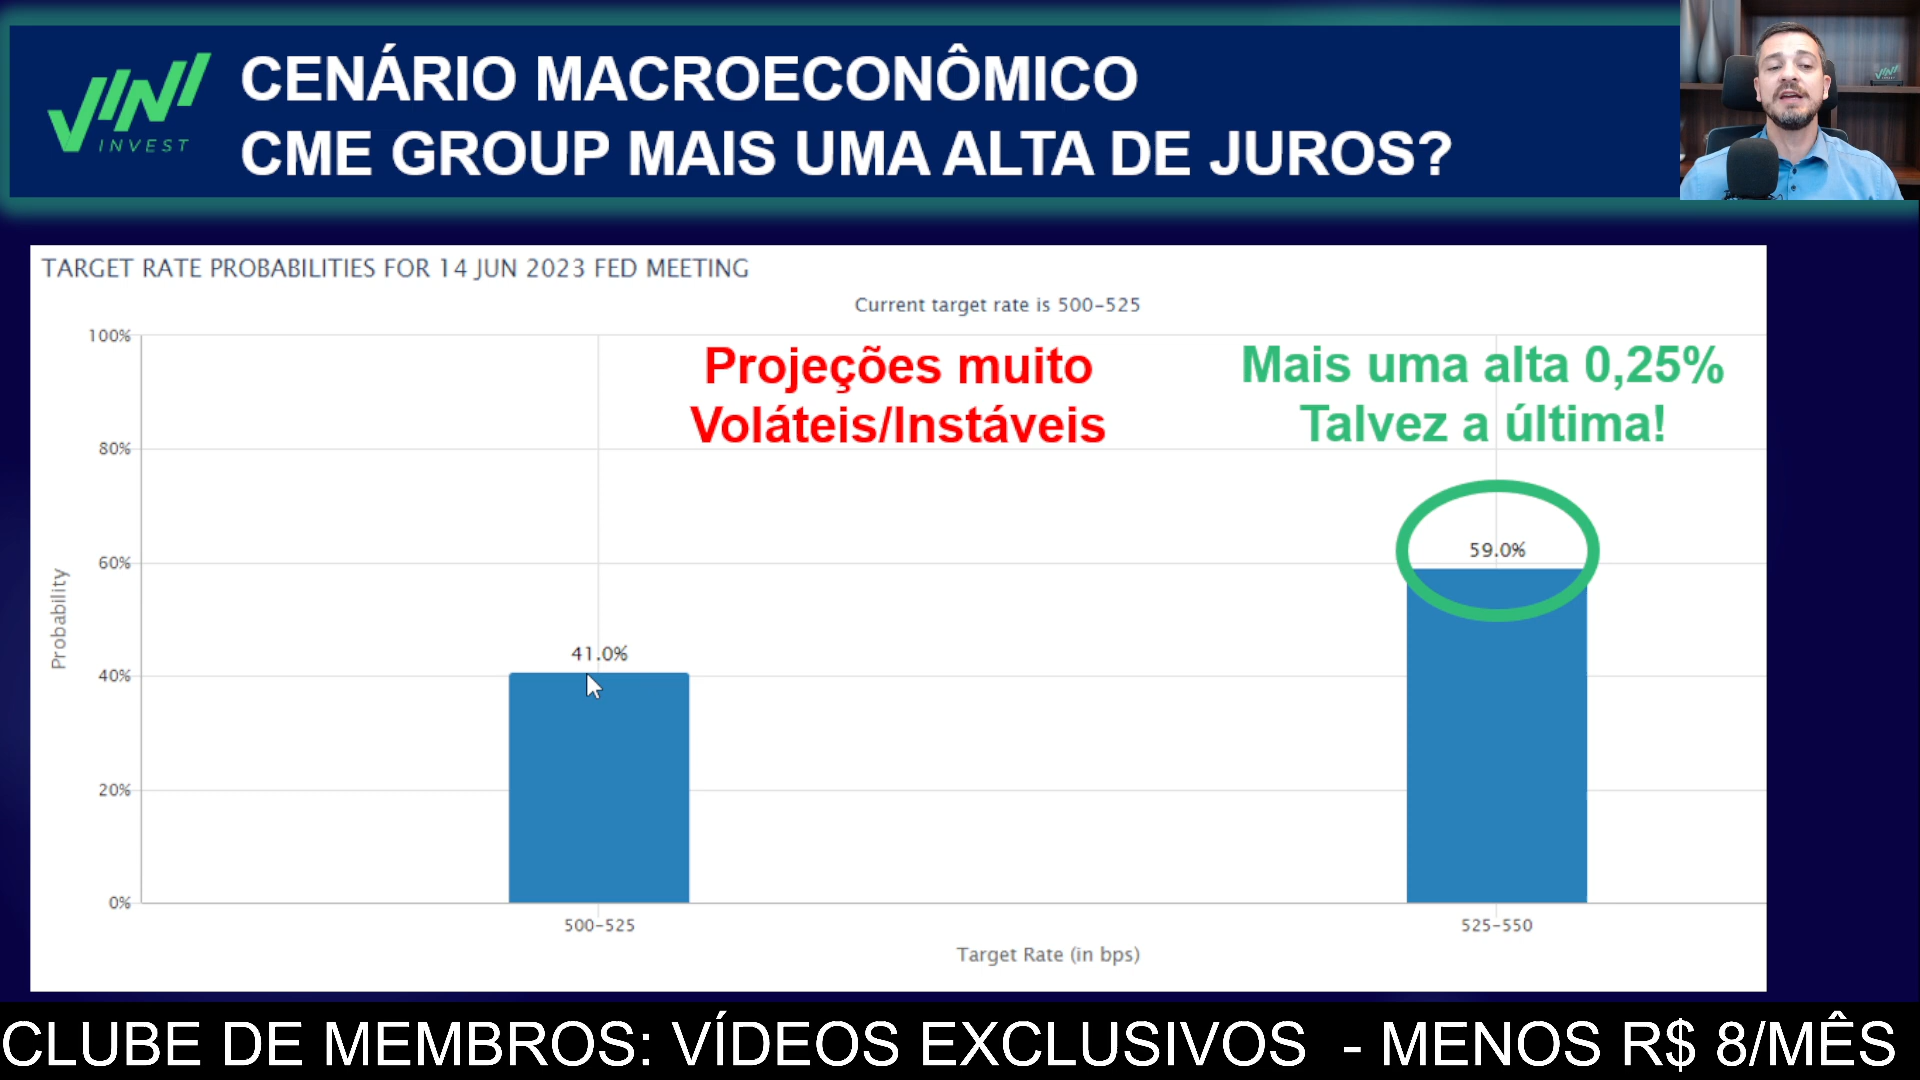 VINI
INVEST
CENÁRIO MACROECONÔMICO
CME GROUP MAIS UMA ALTA DE JUROS?
TARGET RATE PROBABILITIES FOR 14 JUN 2023 FED MEETING
Current target rate is 500-525
Projeções muito
Voláteis/Instáveis
Mais uma alta 0,25%
Talvez a última!
100%
80%
60%
40%
20%
0%
Probability
41.0%
59.0%
500-525
525-550
Target Rate (in bps)
CLUBE DE MEMBROS: VÍDEOS EXCLUSIVOS - MENOS R$ 8/MÊS